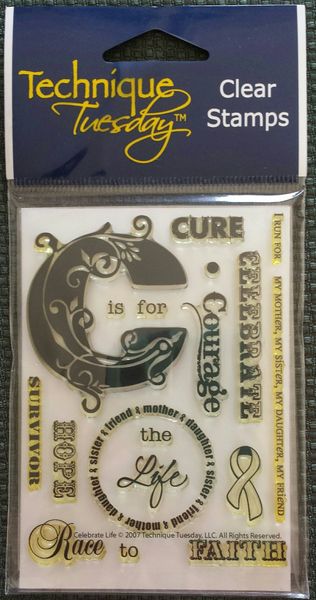 Technique
Tuesday™
Clear
Stamps
CURE
C
is for
Courage
CELEBRATE
I RUN FOR MY MOTHER, MY SISTER, MY DAUGHTER, MY FRIEND
SURVIVOR
HOPE
sister & friend & mother & daughter & sister & friend & mother & daughter &
the
Life
Race to FAITH
Celebrate Life © 2007 Technique Tuesday, LLC. All Rights Reserved.